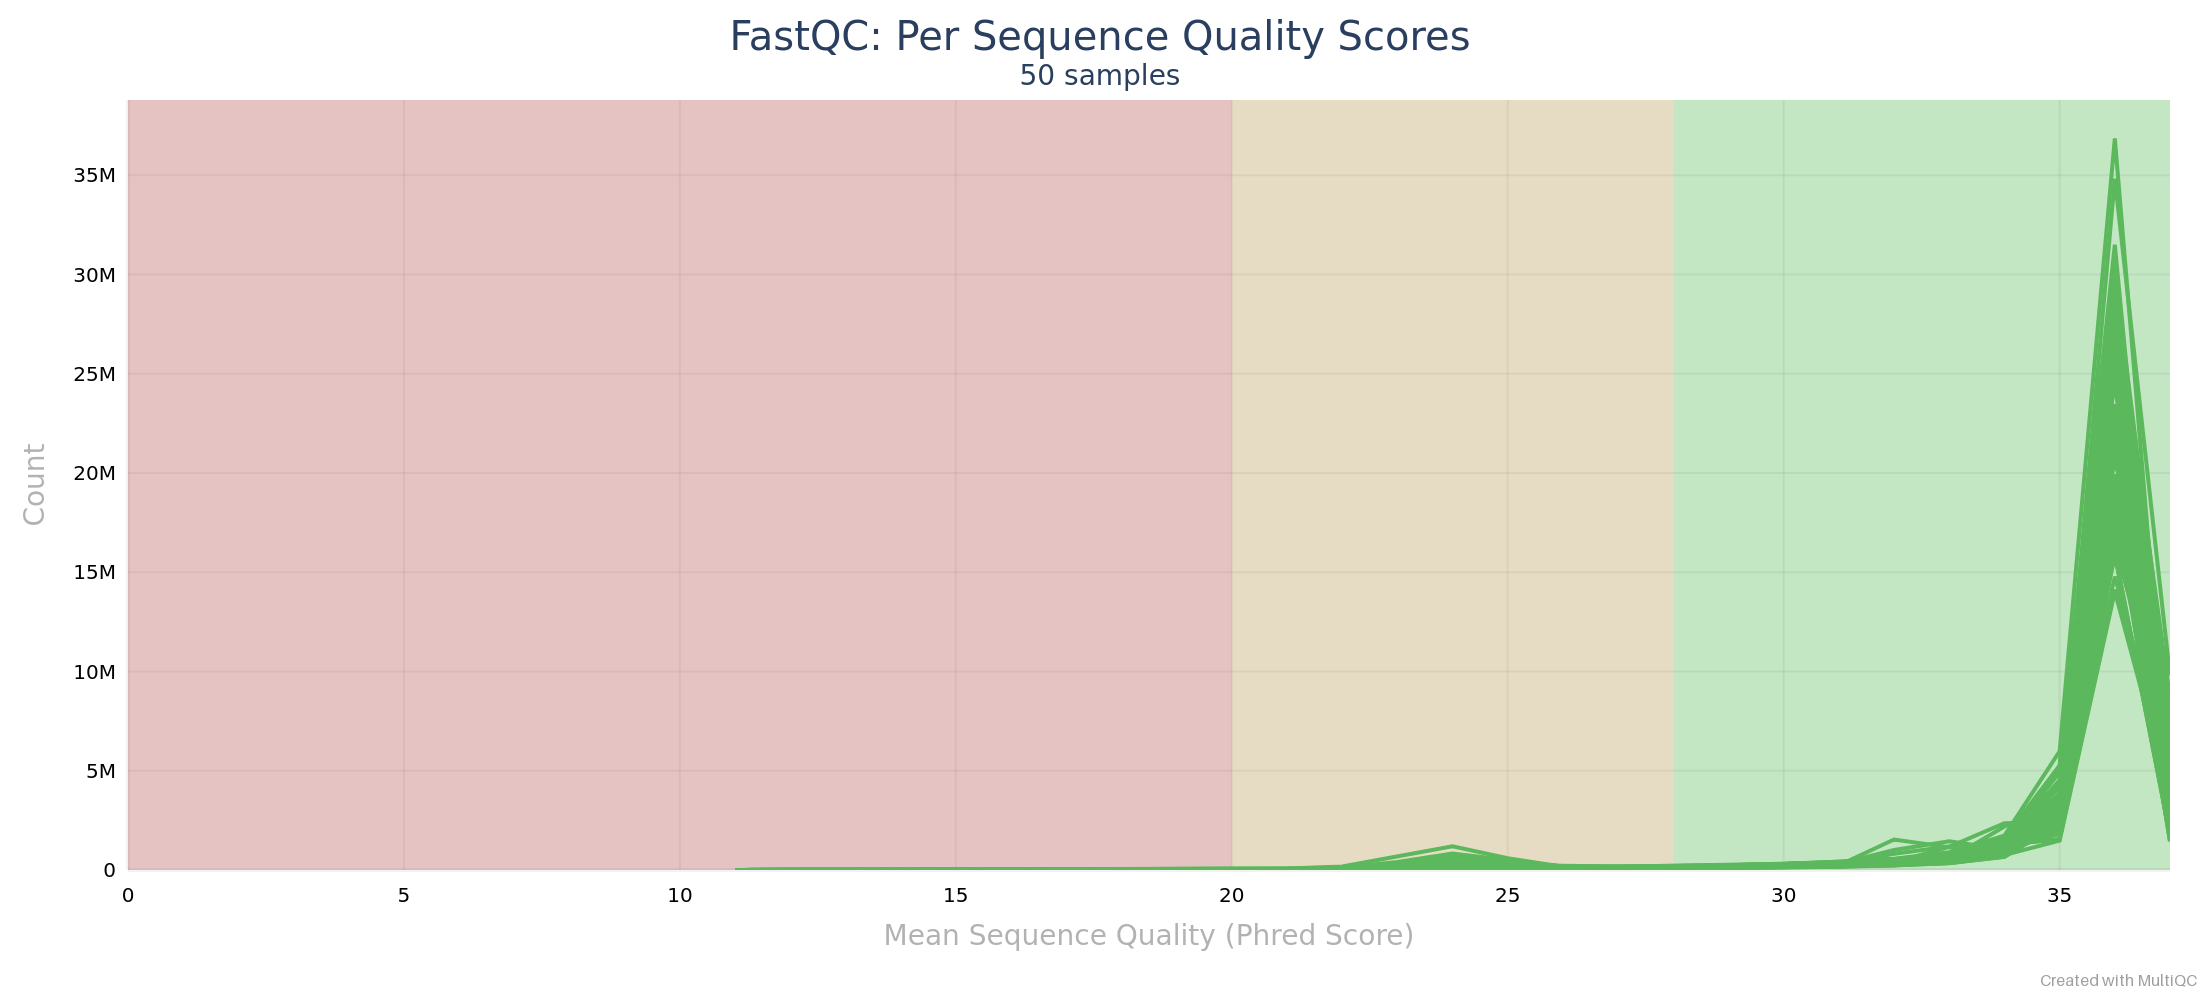 FastQC: Per Sequence Quality Scores
50 samples
35M
30M
25M
20M
15M
10M
5M
0
Count
0 5 10 15 20 25 30 35
Mean Sequence Quality (Phred Score)
Created with MultiQC